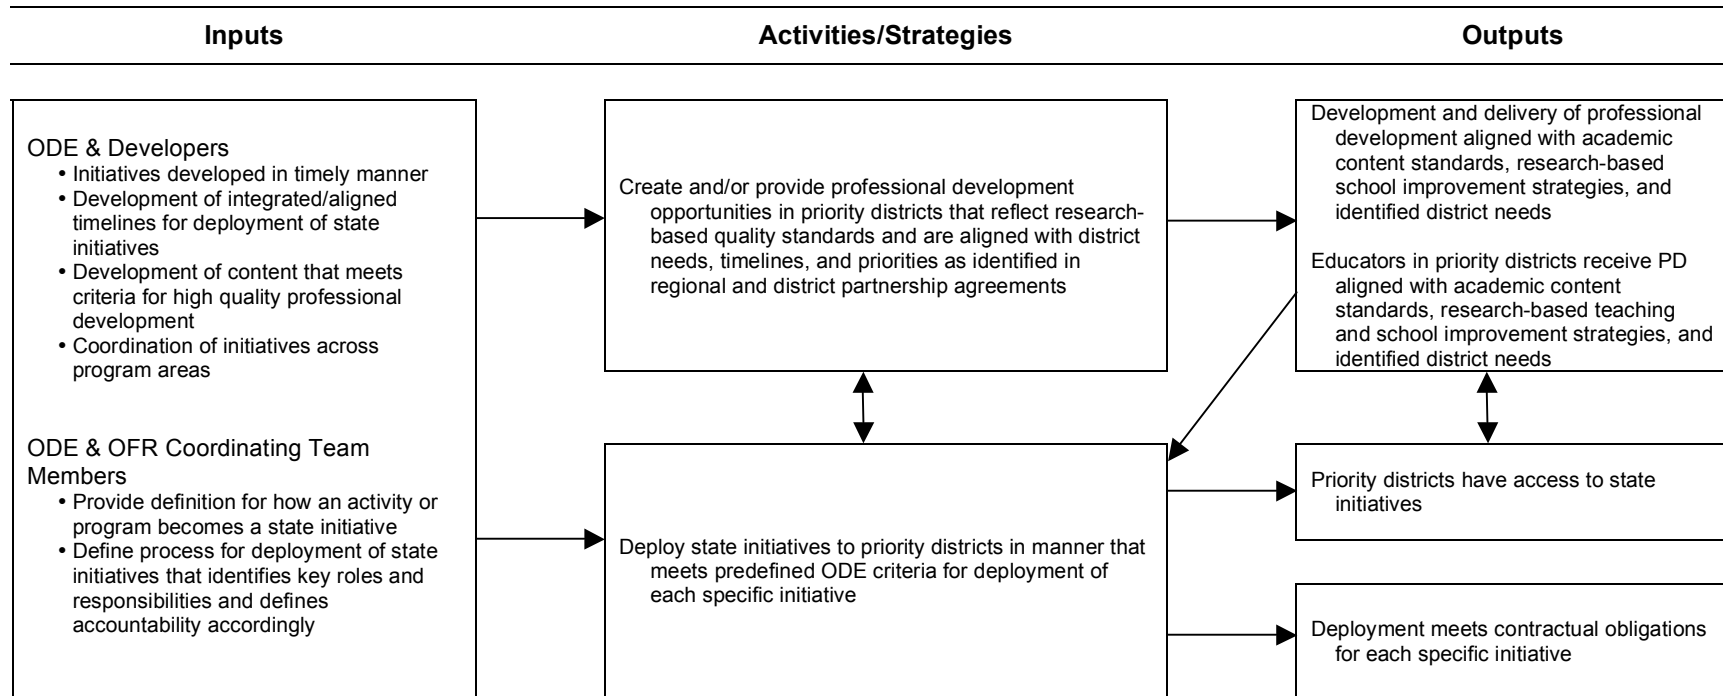 Inputs
Activities/Strategies
Outputs
ODE & Developers
• Initiatives developed in timely manner
• Development of integrated/aligned
timelines for deployment of state
initiatives
• Development of content that meets
criteria for high quality professional
development
• Coordination of initiatives across
program areas
ODE & OFR Coordinating Team
Members
• Provide definition for how an activity or
program becomes a state initiative
• Define process for deployment of state
initiatives that identifies key roles and
responsibilities and defines
accountability accordingly
Create and/or provide professional development
opportunities in priority districts that reflect research-
based quality standards and are aligned with district
needs, timelines, and priorities as identified in
regional and district partnership agreements
Deploy state initiatives to priority districts in manner that
meets predefined ODE criteria for deployment of
each specific initiative
Development and delivery of professional
development aligned with academic
content standards, research-based
school improvement strategies, and
identified district needs
Educators in priority districts receive PD
aligned with academic content
standards, research-based teaching
and school improvement strategies, and
identified district needs
Priority districts have access to state
initiatives
Deployment meets contractual obligations
for each specific initiative